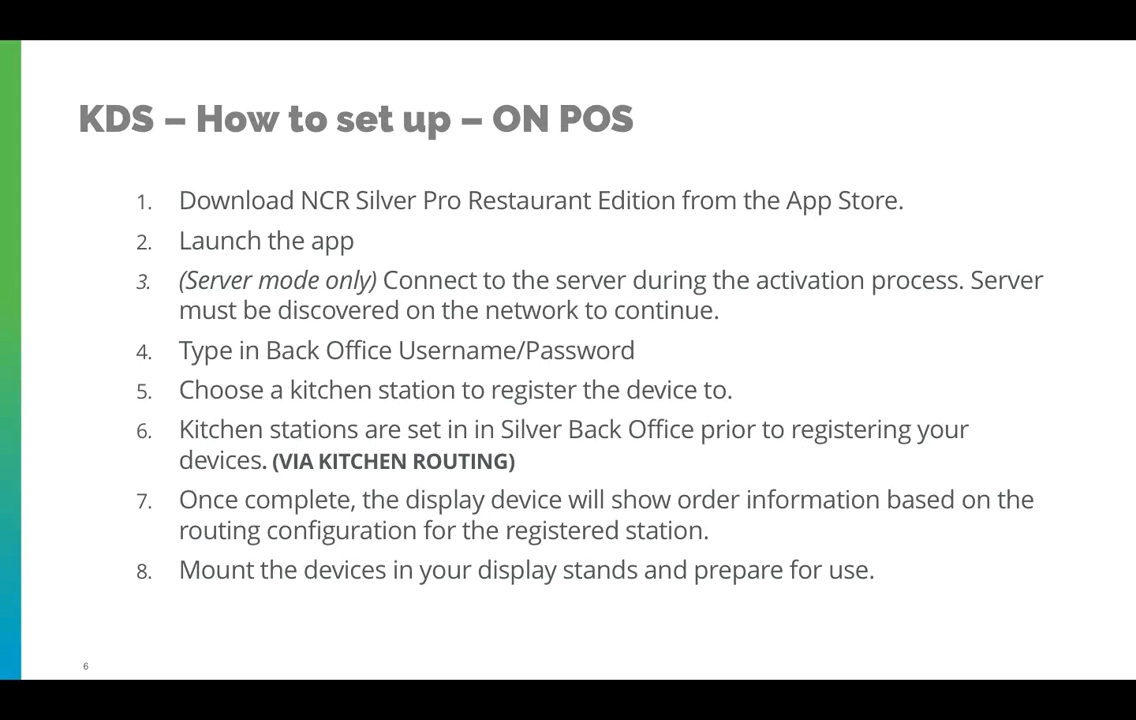 KDS – How to set up – ON POS
1. Download NCR Silver Pro Restaurant Edition from the App Store.
2. Launch the app
3. (Server mode only) Connect to the server during the activation process. Server
must be discovered on the network to continue.
4. Type in Back Office Username/Password
5. Choose a kitchen station to register the device to.
6. Kitchen stations are set in in Silver Back Office prior to registering your
devices. (VIA KITCHEN ROUTING)
7. Once complete, the display device will show order information based on the
routing configuration for the registered station.
8. Mount the devices in your display stands and prepare for use.
6